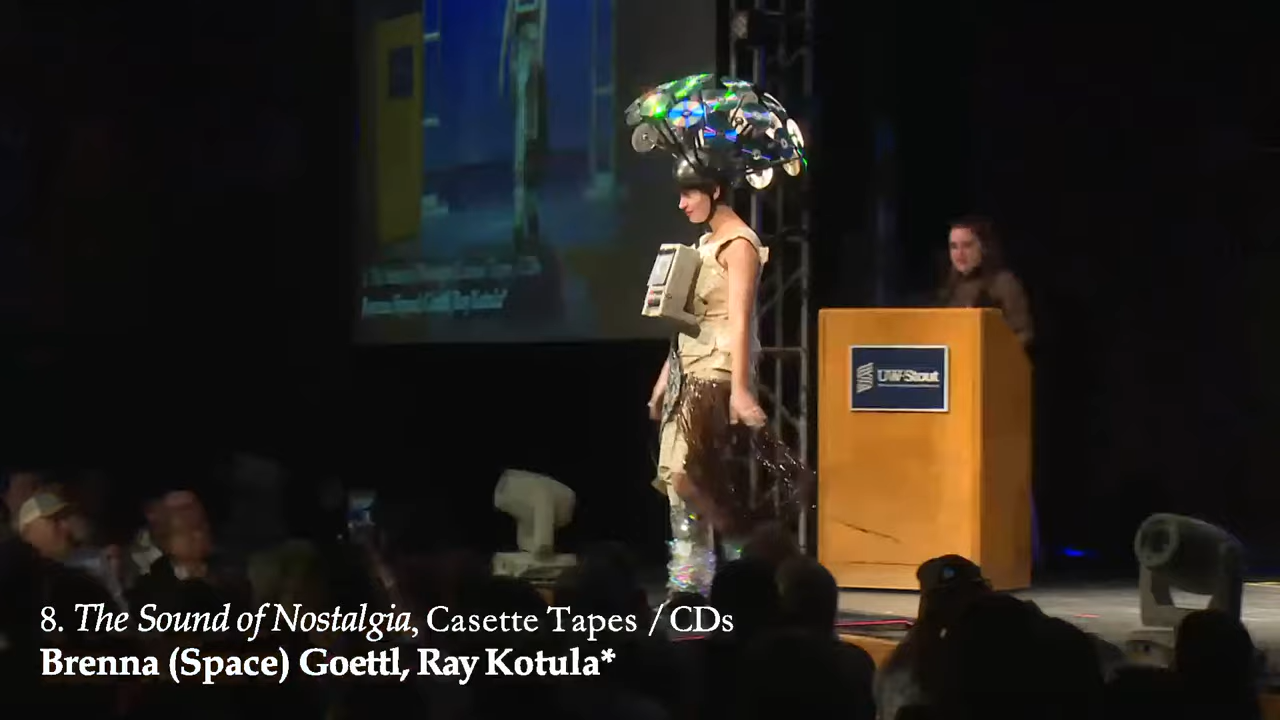 UW-Stout
8. The Sound of Nostalgia, Casette Tapes / CDs
Brenna (Space) Goettl, Ray Kotula*